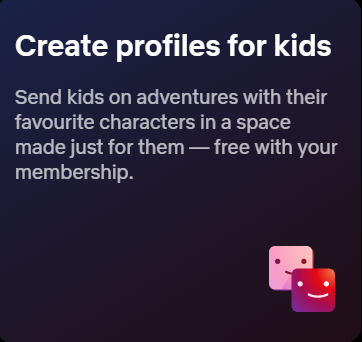 Create profiles for kids
Send kids on adventures with their
favourite characters in a space
made just for them — free with your
membership.